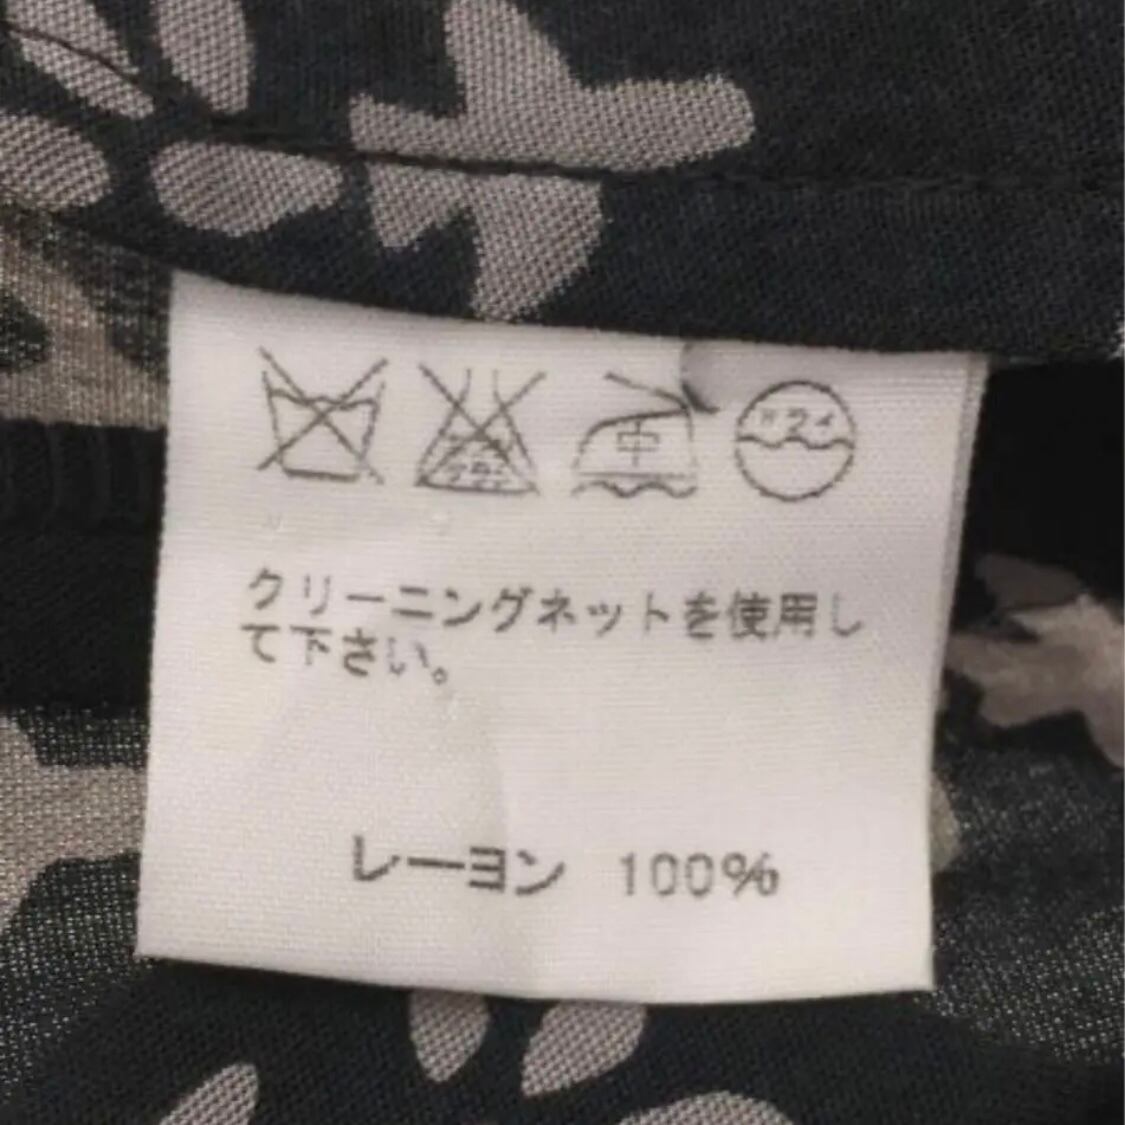 中 ドライ
クリーニングネットを使用し
て下さい。
レーヨン 100%